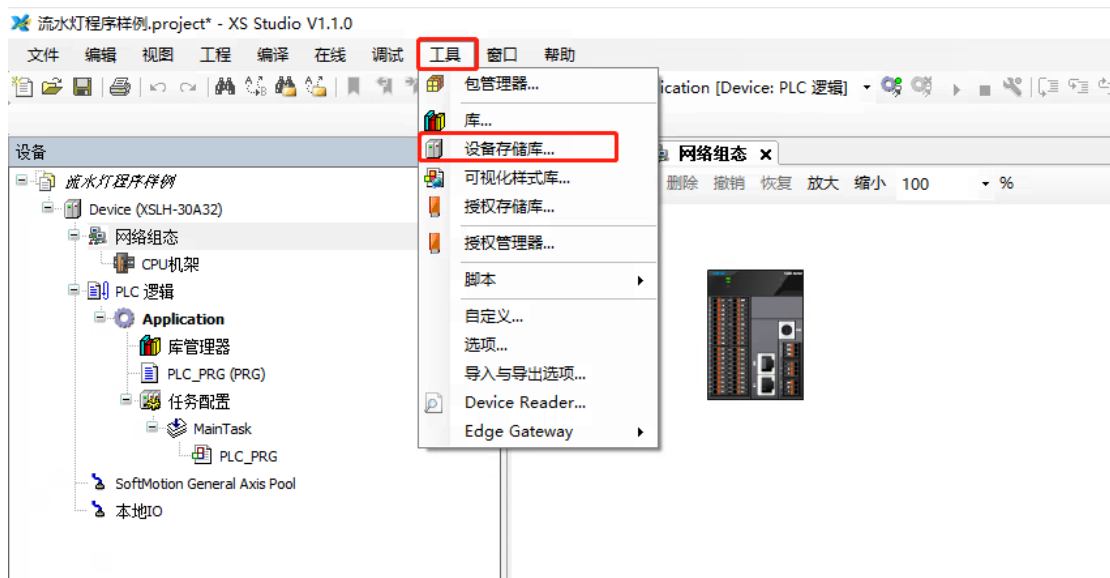 流水灯程序样例.project* - XS Studio V1.1.0
文件 编辑 视图 工程 编译 在线 调试 工具 窗口 帮助
ication [Device: PLC 逻辑]
包管理器...
库...
设备存储库...
可视化样式库...
授权存储库...
授权管理器...
脚本
自定义...
选项...
导入与导出选项...
Device Reader...
Edge Gateway
设备
流水灯程序样例
Device (XSLH-30A32)
网络组态
CPU机架
PLC 逻辑
Application
库管理器
PLC_PRG (PRG)
任务配置
MainTask
PLC_PRG
SoftMotion General Axis Pool
本地IO
网络组态
删除 撤销 恢复 放大 缩小 100 %